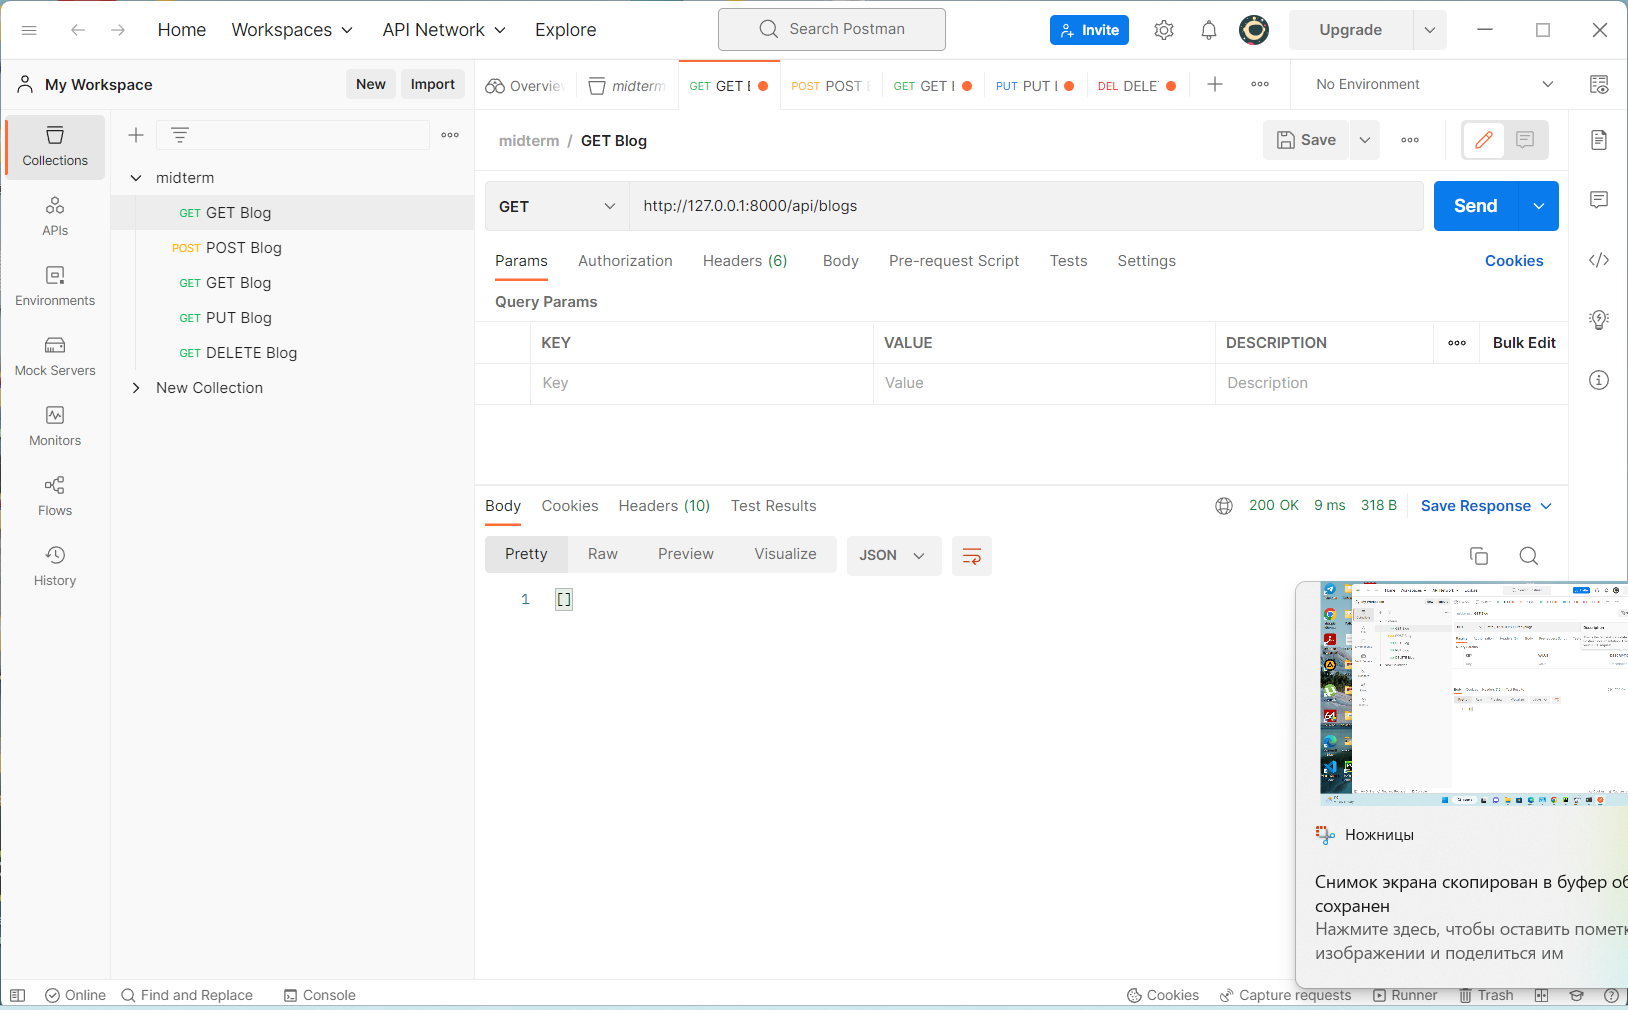 Home Workspaces API Network Explore Search Postman Invite Upgrade
My Workspace New Import Overview midterm GET GET POST POST GET GET PUT PUT DEL DELE No Environment
Collections
APIs
Environments
Mock Servers
Monitors
Flows
History
midterm
GET GET Blog
POST POST Blog
GET GET Blog
GET PUT Blog
GET DELETE Blog
New Collection
midterm / GET Blog Save
GET http://127.0.0.1:8000/api/blogs Send
Params Authorization Headers (6) Body Pre-request Script Tests Settings Cookies
Query Params
KEY VALUE DESCRIPTION Bulk Edit
Key Value Description
Body Cookies Headers (10) Test Results 200 OK 9 ms 318 B Save Response
Pretty Raw Preview Visualize JSON
1 []
Ножницы
Снимок экрана скопирован в буфер об
сохранен
Нажмите здесь, чтобы оставить помет
изображении и поделиться им
Online Find and Replace Console Cookies Capture requests Runner Trash